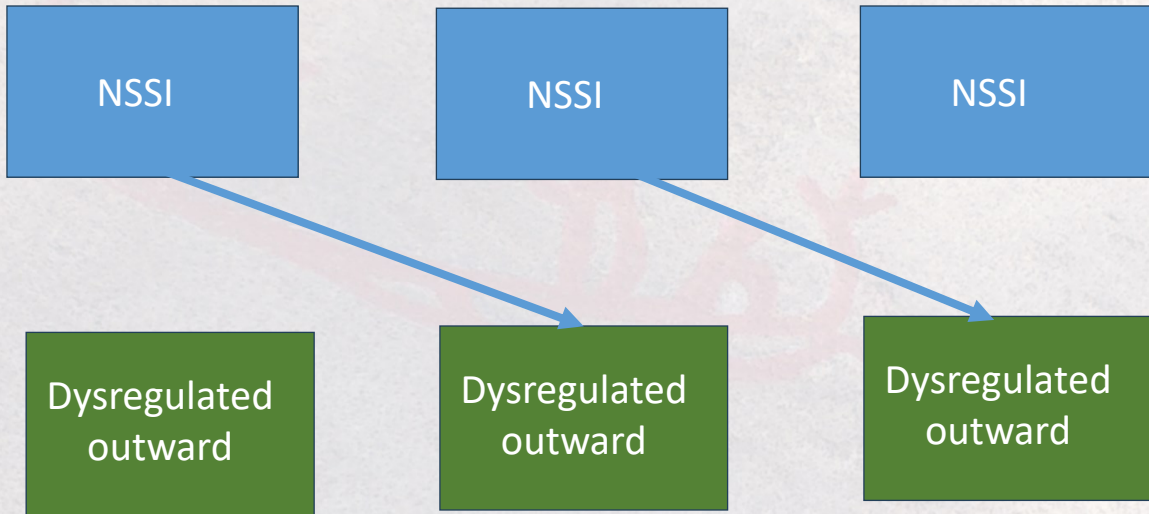 NSSI
NSSI
NSSI
Dysregulated
outward
Dysregulated
outward
Dysregulated
outward